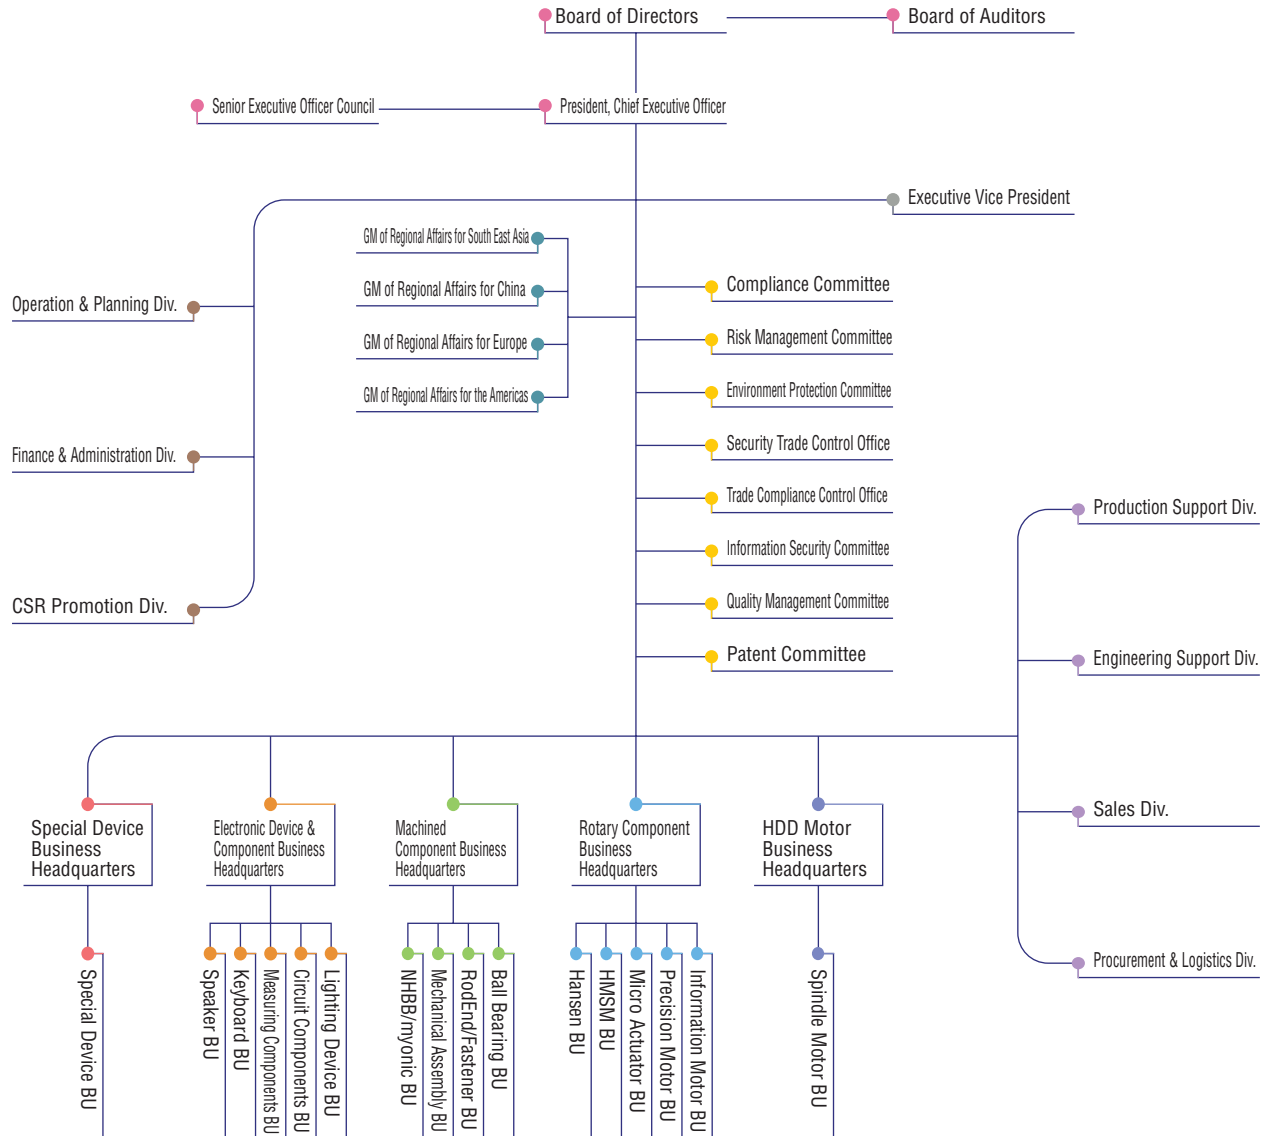 Board of Directors
Board of Auditors
Senior Executive Officer Council
President, Chief Executive Officer
Executive Vice President
GM of Regional Affairs for South East Asia
GM of Regional Affairs for China
GM of Regional Affairs for Europe
GM of Regional Affairs for the Americas
Operation & Planning Div.
Finance & Administration Div.
CSR Promotion Div.
Compliance Committee
Risk Management Committee
Environment Protection Committee
Security Trade Control Office
Trade Compliance Control Office
Information Security Committee
Quality Management Committee
Patent Committee
Production Support Div.
Engineering Support Div.
Sales Div.
Procurement & Logistics Div.
Special Device
Business
Headquarters
Electronic Device &
Component Business
Headquarters
Machined
Component Business
Headquarters
Rotary Component
Business
Headquarters
HDD Motor
Business
Headquarters
Special Device BU
Speaker BU
Keyboard BU
Measuring Components BU
Circuit Components BU
Lighting Device BU
NHBB/myonic BU
Mechanical Assembly BU
RodEnd/Fastener BU
Ball Bearing BU
Hansen BU
HMSM BU
Micro Actuator BU
Precision Motor BU
Information Motor BU
Spindle Motor BU